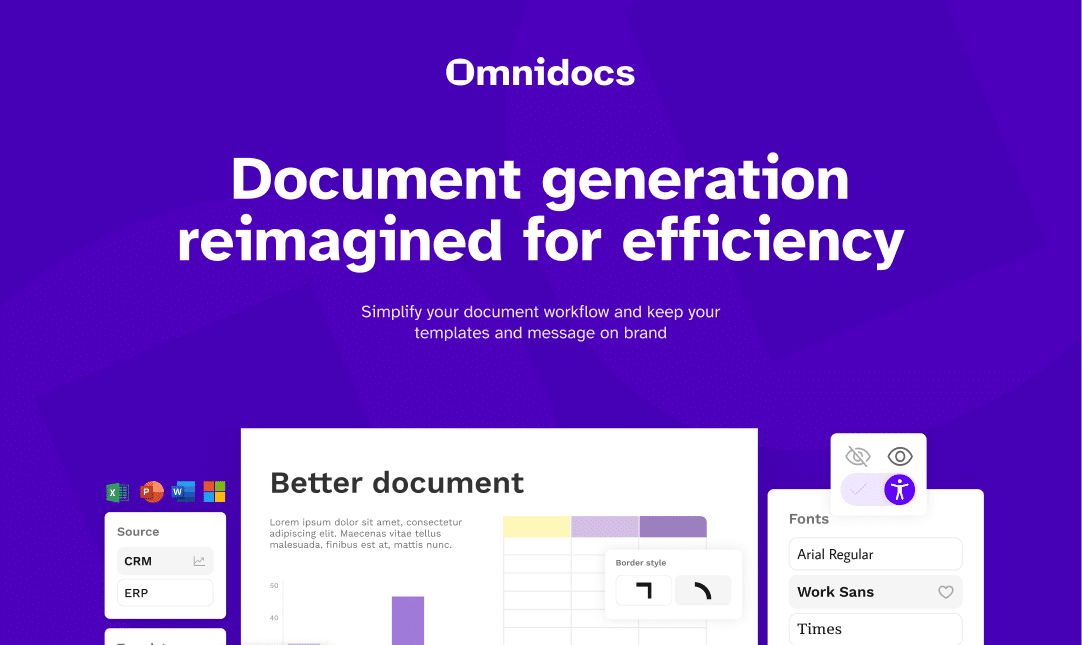 Omnidocs
Document generation
reimagined for efficiency
Simplify your document workflow and keep your
templates and message on brand
X
P
W
Source
CRM
ERP
Better document
Lorem ipsum dolor sit amet, consectetur
adipiscing elit. Maecenas vitae tellus
malesuada, finibus est at, mattis nunc.
50
40
Border style
Fonts
Arial Regular
Work Sans
Times